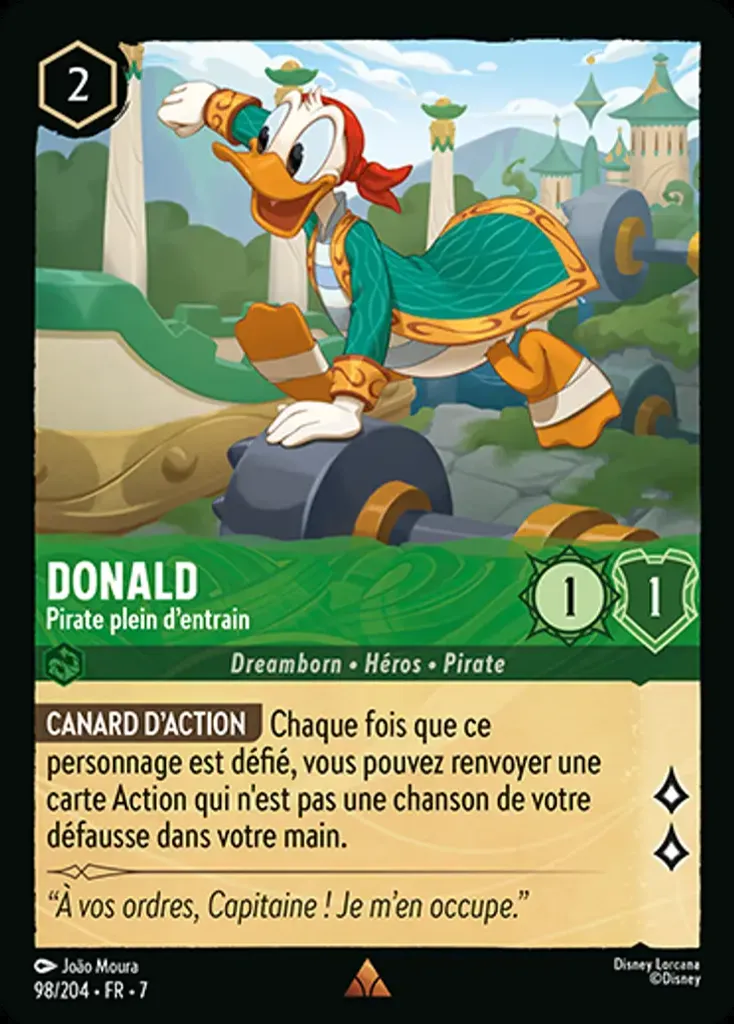 2
DONALD
Pirate plein d'entrain
1 1
Dreamborn • Héros • Pirate
CANARD D'ACTION Chaque fois que ce
personnage est défié, vous pouvez renvoyer une
carte Action qui n'est pas une chanson de votre
défausse dans votre main.
“À vos ordres, Capitaine ! Je m'en occupe.”
João Moura
98/204 • FR • 7
Disney Lorcana
©Disney